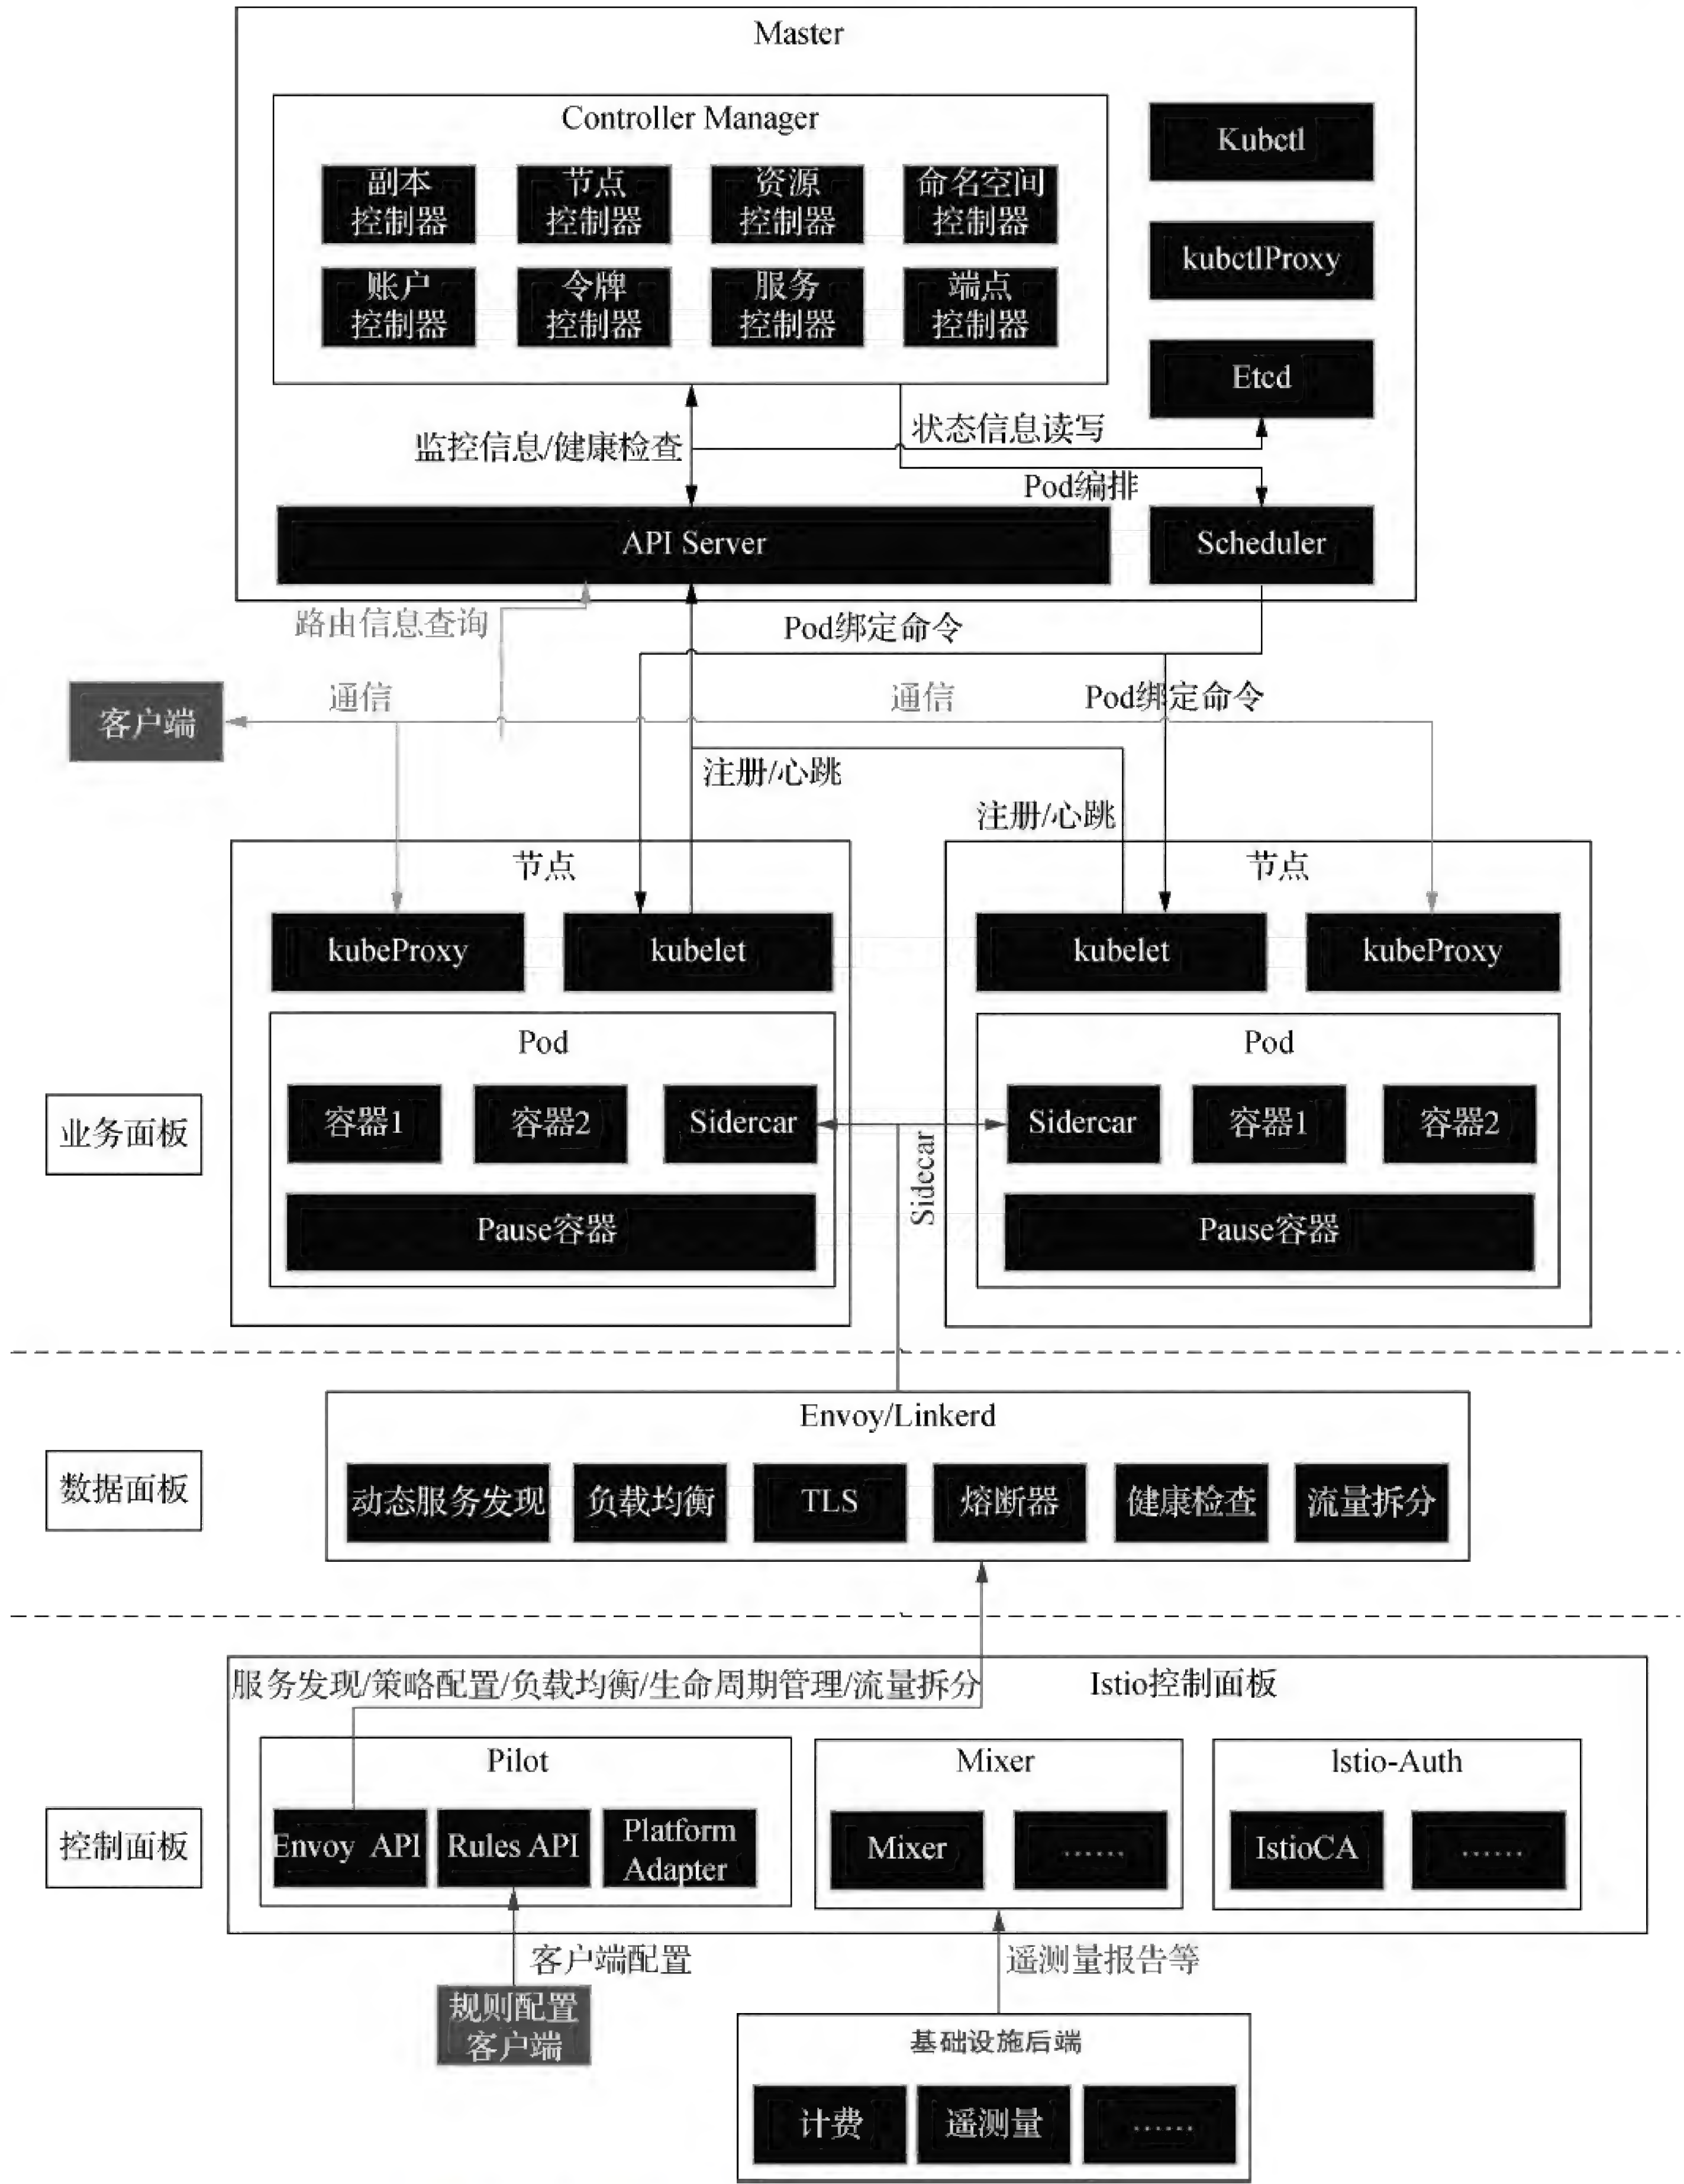 Master
Controller Manager
副本
控制器
节点
控制器
资源
控制器
命名空间
控制器
账户
控制器
令牌
控制器
服务
控制器
端点
控制器
Kubctl
kubctlProxy
Etcd
监控信息/健康检查
状态信息读写
Pod编排
API Server
Scheduler
路由信息查询
Pod绑定命令
客户端
通信
通信
Pod绑定命令
注册/心跳
注册/心跳
节点
kubeProxy
kubelet
Pod
容器1
容器2
Sidercar
Pause容器
节点
kubelet
kubeProxy
Pod
Sidercar
容器1
容器2
Pause容器
Sidecar
业务面板
Envoy/Linkerd
动态服务发现
负载均衡
TLS
熔断器
健康检查
流量拆分
数据面板
服务发现/策略配置/负载均衡/生命周期管理/流量拆分
Istio控制面板
Pilot
Envoy API
Rules API
Platform
Adapter
Mixer
Mixer
……
Istio-Auth
IstioCA
……
控制面板
客户端配置
规则配置
客户端
遥测量报告等
基础设施后端
计费
遥测量
……